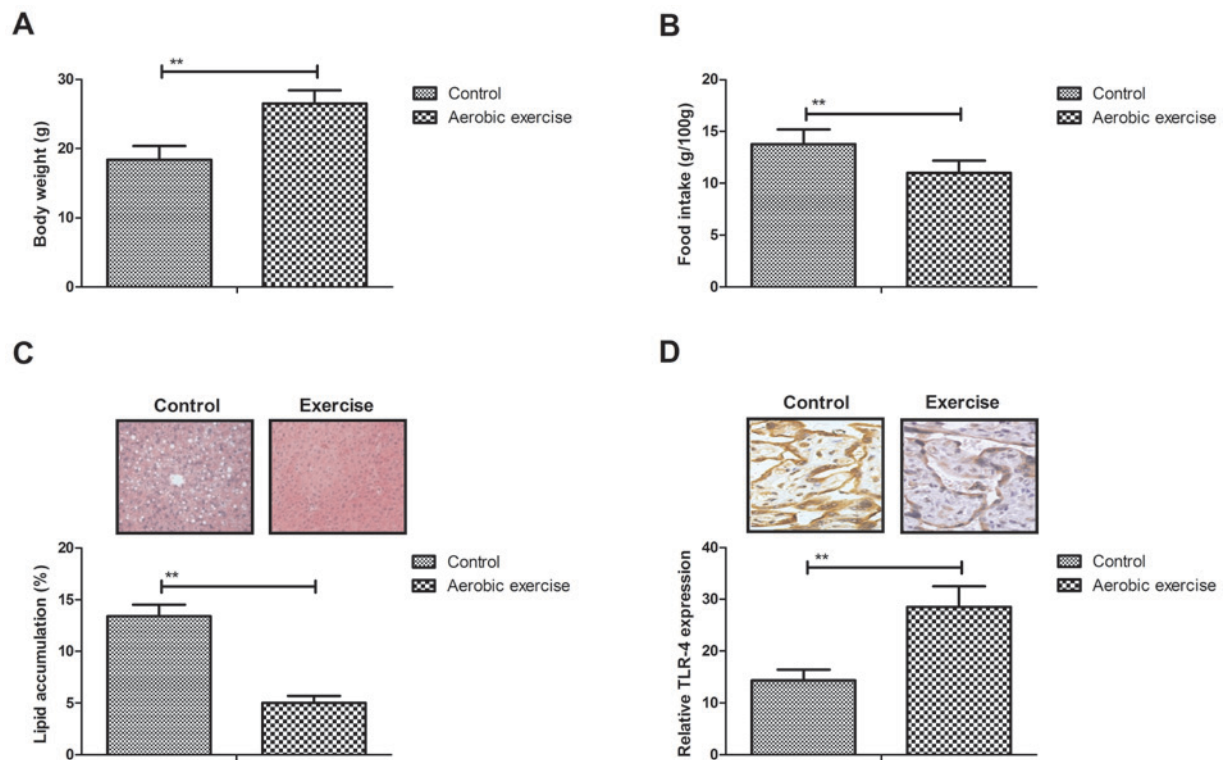 A
Body weight (g)
30
20
10
0
**
Control
Aerobic exercise
B
Food intake (g/100g)
20
15
10
5
0
**
Control
Aerobic exercise
C
Control
Exercise
Lipid accumulation (%)
20
15
10
5
0
**
Control
Aerobic exercise
D
Control
Exercise
Relative TLR-4 expression
40
30
20
10
0
**
Control
Aerobic exercise